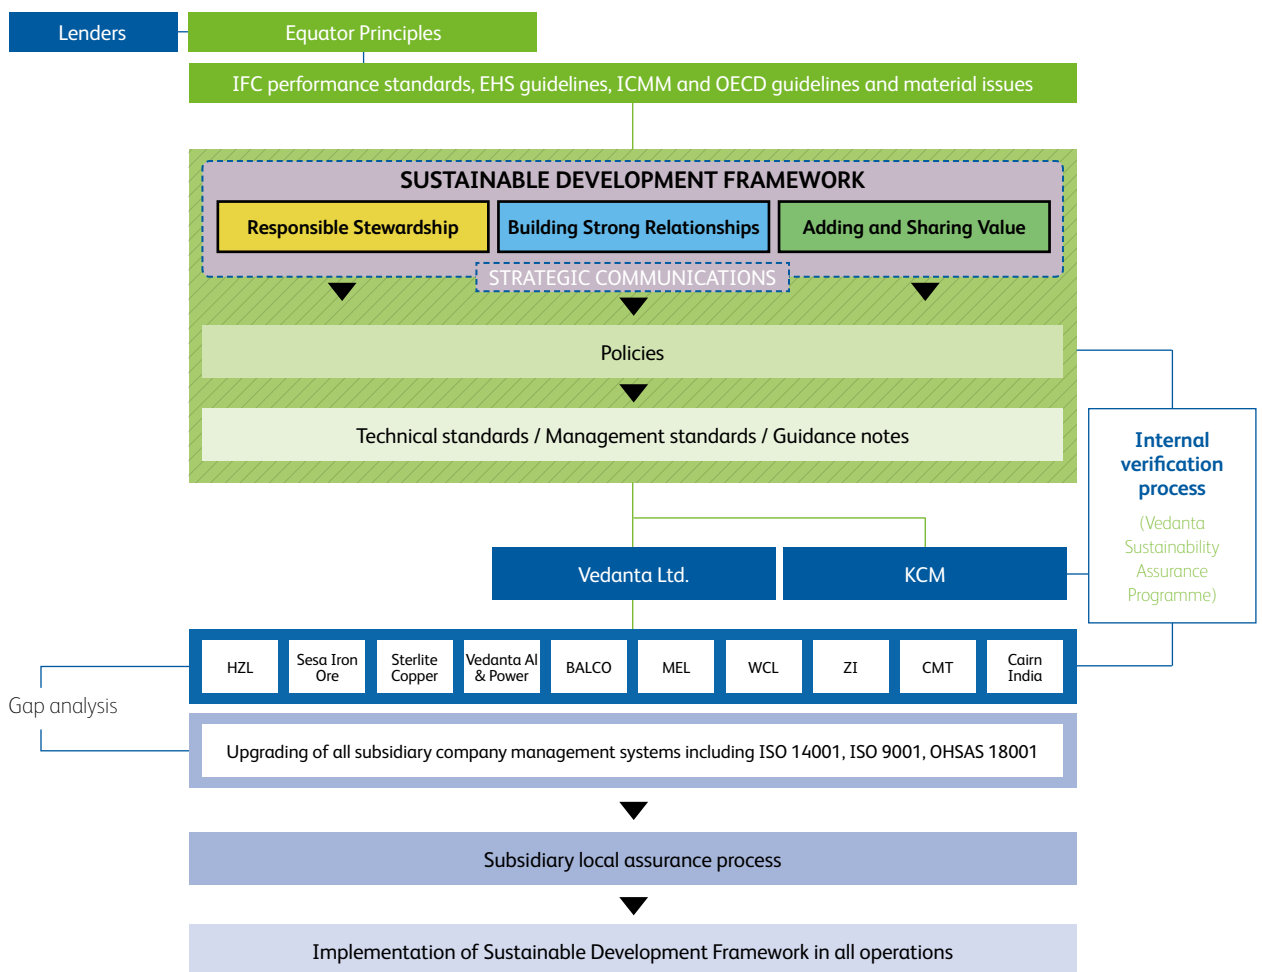 Lenders
Equator Principles
IFC performance standards, EHS guidelines, ICMM and OECD guidelines and material issues
SUSTAINABLE DEVELOPMENT FRAMEWORK
Responsible Stewardship
Building Strong Relationships
Adding and Sharing Value
STRATEGIC COMMUNICATIONS
Policies
Technical standards / Management standards / Guidance notes
Internal
verification
process
(Vedanta
Sustainability
Assurance
Programme)
Vedanta Ltd.
KCM
HZL
Sesa Iron
Ore
Sterlite
Copper
Vedanta Al
& Power
BALCO
MEL
WCL
ZI
CMT
Cairn
India
Gap analysis
Upgrading of all subsidiary company management systems including ISO 14001, ISO 9001, OHSAS 18001
Subsidiary local assurance process
Implementation of Sustainable Development Framework in all operations